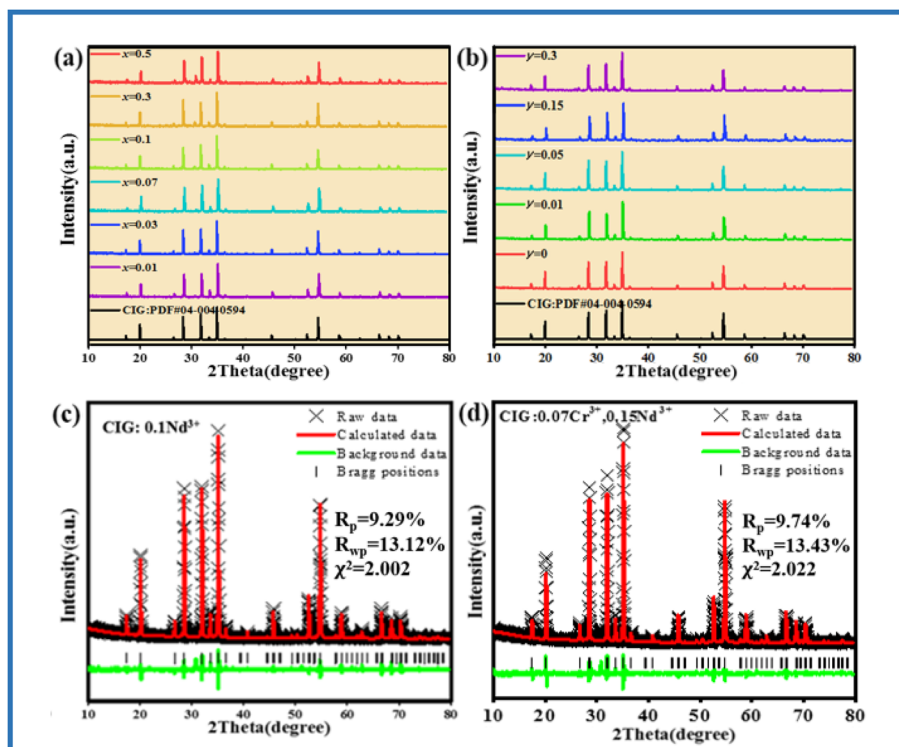 (a)
x=0.5
x=0.3
x=0.1
x=0.07
x=0.03
x=0.01
CIG:PDF#04-004-0594
Intensity(a.u.)
10 20 30 40 50 60 70 80
2Theta(degree)
(b)
y=0.3
y=0.15
y=0.05
y=0.01
y=0
CIG:PDF#04-004-0594
Intensity(a.u.)
10 20 30 40 50 60 70 80
2Theta(degree)
(c)
CIG: 0.1Nd³⁺
Raw data
Calculated data
Background data
Bragg positions
Rp=9.29%
Rwp=13.12%
χ²=2.002
Intensity(a.u.)
10 20 30 40 50 60 70 80
2Theta(degree)
(d)
CIG:0.07Cr³⁺,0.15Nd³⁺
Raw data
Calculated data
Background data
Bragg positions
Rp=9.74%
Rwp=13.43%
χ²=2.022
Intensity(a.u.)
10 20 30 40 50 60 70 80
2Theta(degree)